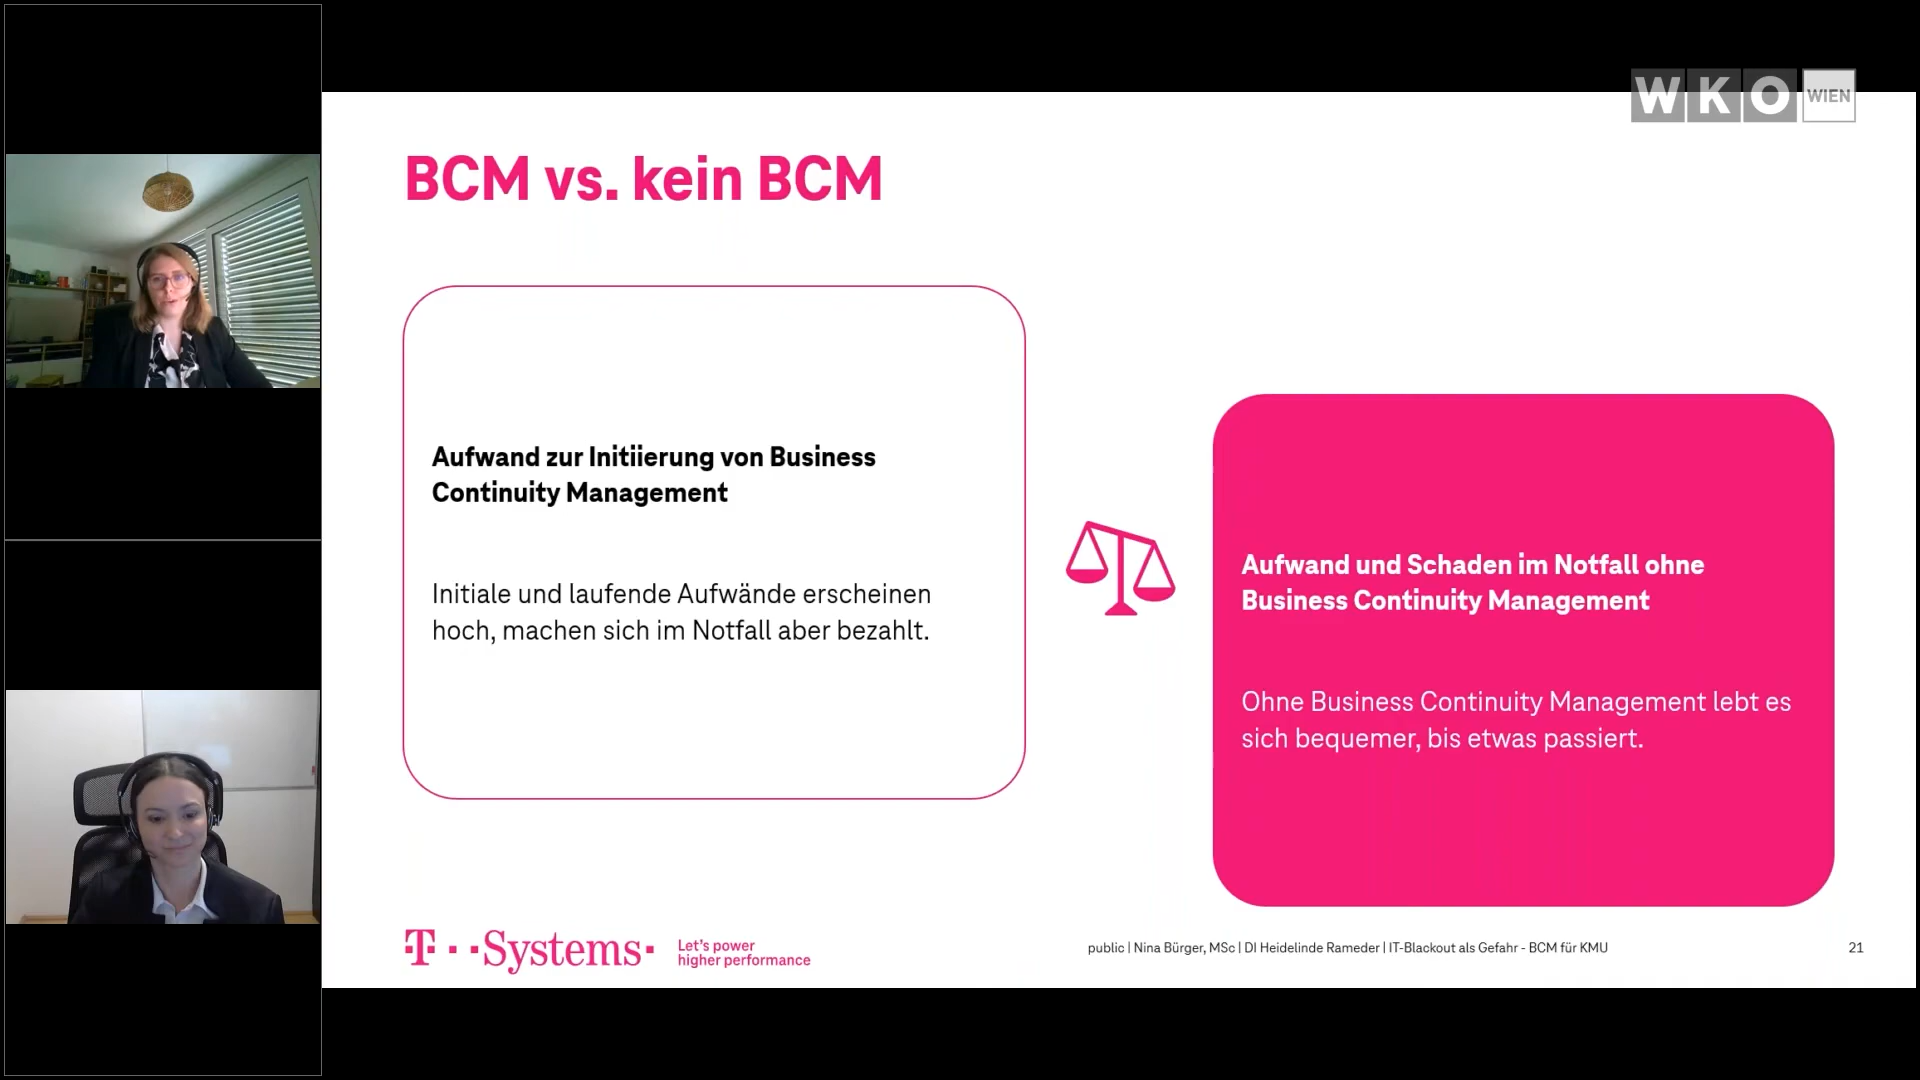 WKO WIEN
BCM vs. kein BCM
Aufwand zur Initiierung von Business
Continuity Management
Initiale und laufende Aufwände erscheinen
hoch, machen sich im Notfall aber bezahlt.
Aufwand und Schaden im Notfall ohne
Business Continuity Management
Ohne Business Continuity Management lebt es
sich bequemer, bis etwas passiert.
T··Systems·
Let's power
higher performance
public | Nina Bürger, MSc | DI Heidelinde Rameder | IT-Blackout als Gefahr - BCM für KMU
21